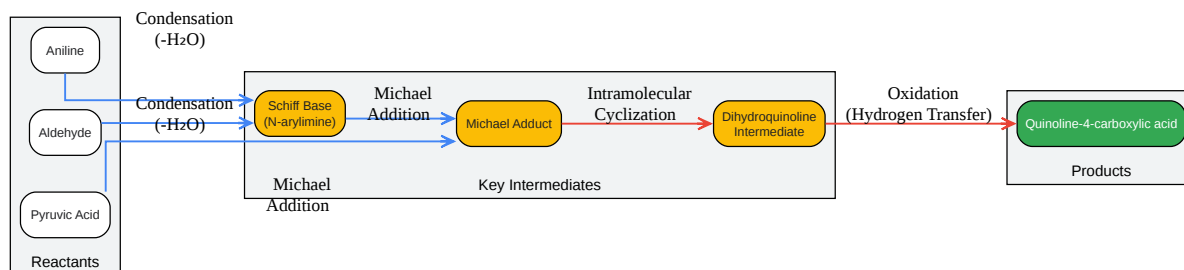 Condensation
(-H₂O)
Aniline
Aldehyde
Pyruvic Acid
Reactants
Condensation
(-H₂O)
Schiff Base
(N-arylimine)
Michael
Addition
Michael Adduct
Michael
Addition
Intramolecular
Cyclization
Dihydroquinoline
Intermediate
Key Intermediates
Oxidation
(Hydrogen Transfer)
Quinoline-4-carboxylic acid
Products